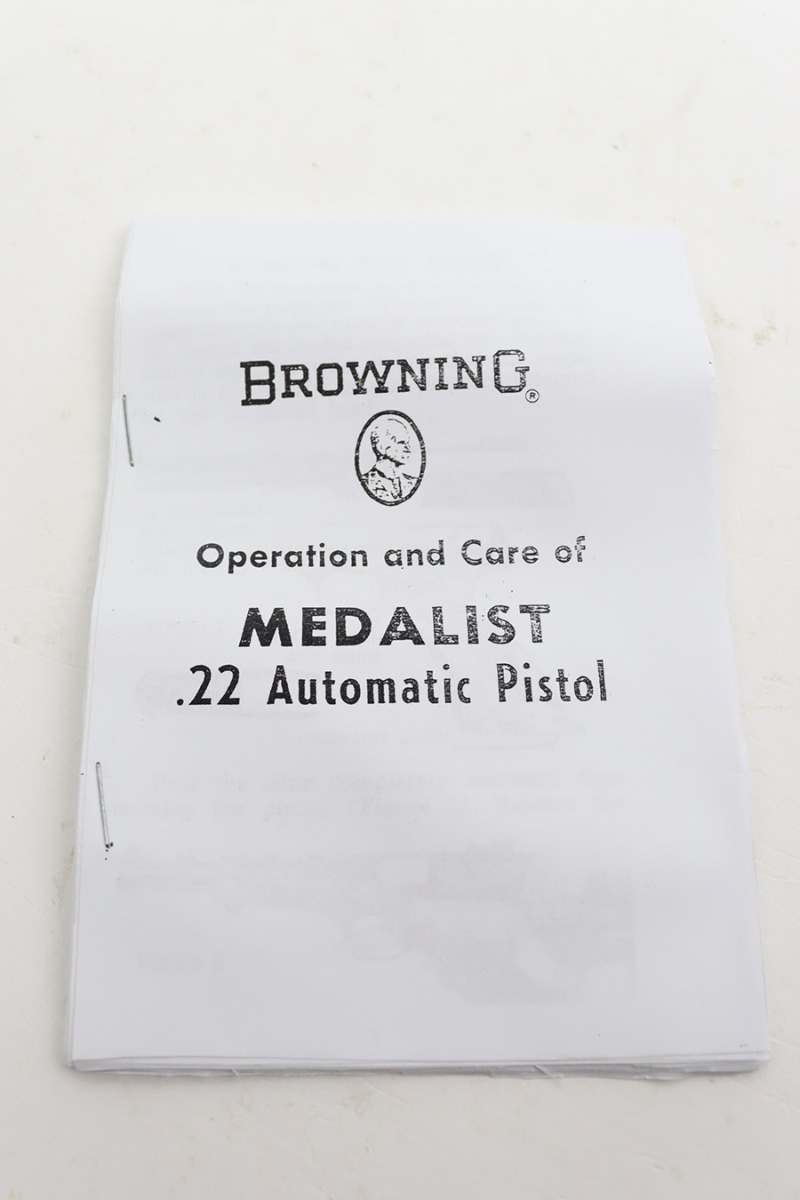 BROWNING®
Operation and Care of
MEDALIST
.22 Automatic Pistol